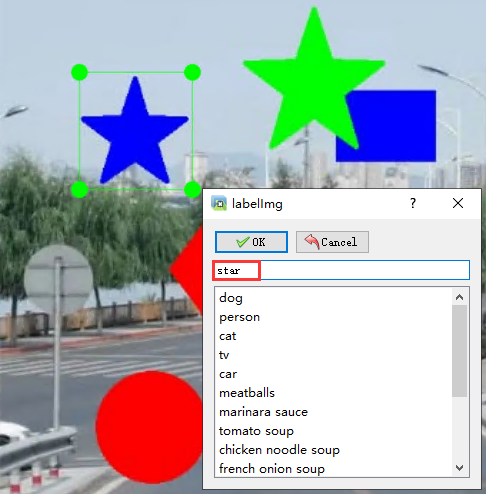 labelImg
?
OK
Cancel
star
dog
person
cat
tv
car
meatballs
marinara sauce
tomato soup
chicken noodle soup
french onion soup